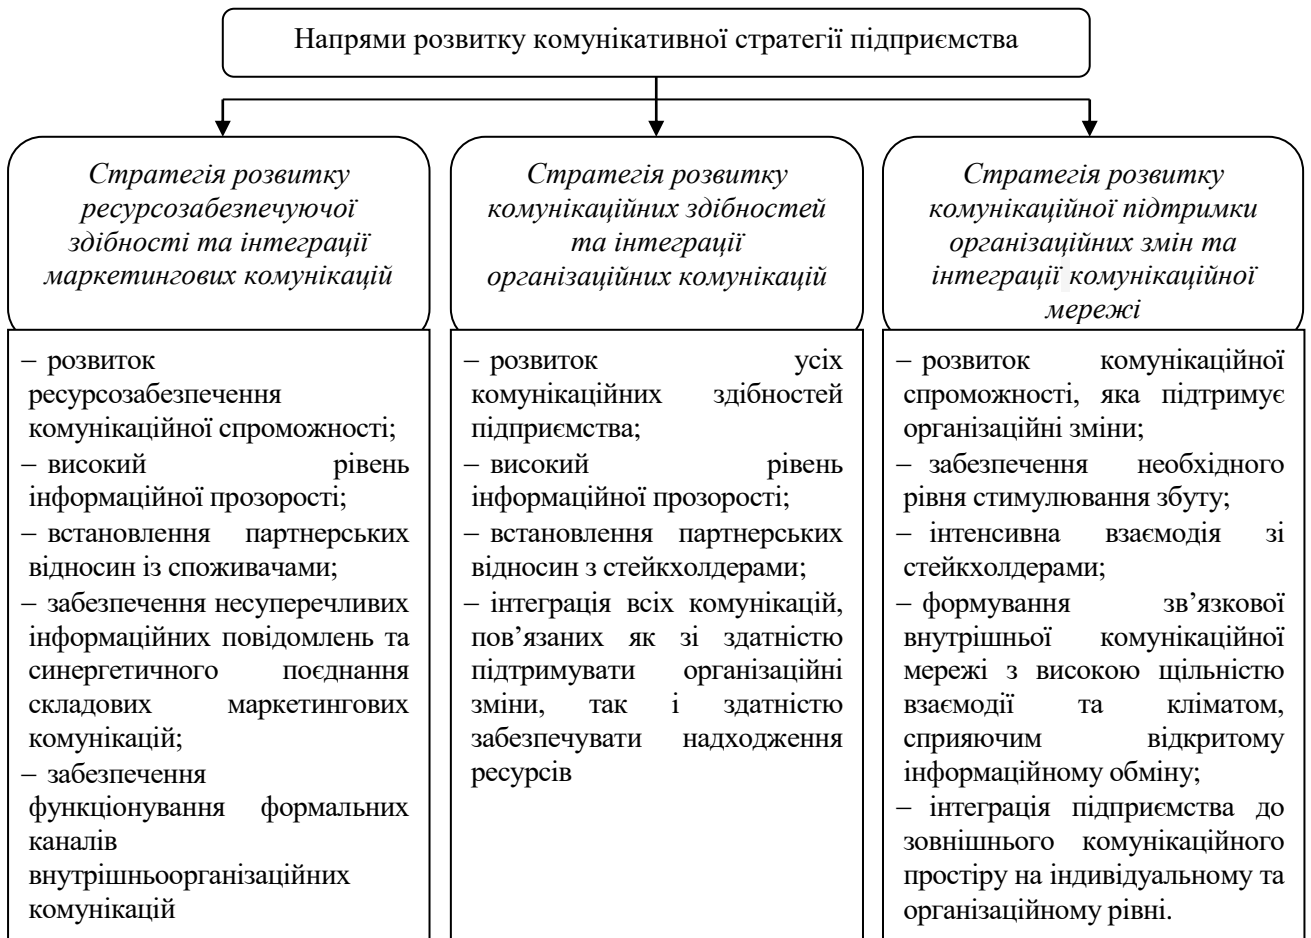 Напрями розвитку комунікативної стратегії підприємства
Стратегія розвитку
ресурсозабезпечуючої
здібності та інтеграції
маркетингових комунікацій
– розвиток
ресурсозабезпечення
комунікаційної спроможності;
– високий рівень
інформаційної прозорості;
– встановлення партнерських
відносин із споживачами;
– забезпечення несуперечливих
інформаційних повідомлень та
синергетичного поєднання
складових маркетингових
комунікацій;
– забезпечення
функціонування формальних
каналів
внутрішньоорганізаційних
комунікацій
Стратегія розвитку
комунікаційних здібностей
та інтеграції
організаційних комунікацій
– розвиток усіх
комунікаційних здібностей
підприємства;
– високий рівень
інформаційної прозорості;
– встановлення партнерських
відносин з стейкхолдерами;
– інтеграція всіх комунікацій,
пов’язаних як зі здатністю
підтримувати організаційні
зміни, так і здатністю
забезпечувати надходження
ресурсів
Стратегія розвитку
комунікаційної підтримки
організаційних змін та
інтеграції комунікаційної
мережі
– розвиток комунікаційної
спроможності, яка підтримує
організаційні зміни;
– забезпечення необхідного
рівня стимулювання збуту;
– інтенсивна взаємодія зі
стейкхолдерами;
– формування зв’язкової
внутрішньої комунікаційної
мережі з високою щільністю
взаємодії та кліматом,
сприяючим відкритому
інформаційному обміну;
– інтеграція підприємства до
зовнішнього комунікаційного
простіру на індивідуальному та
організаційному рівні.